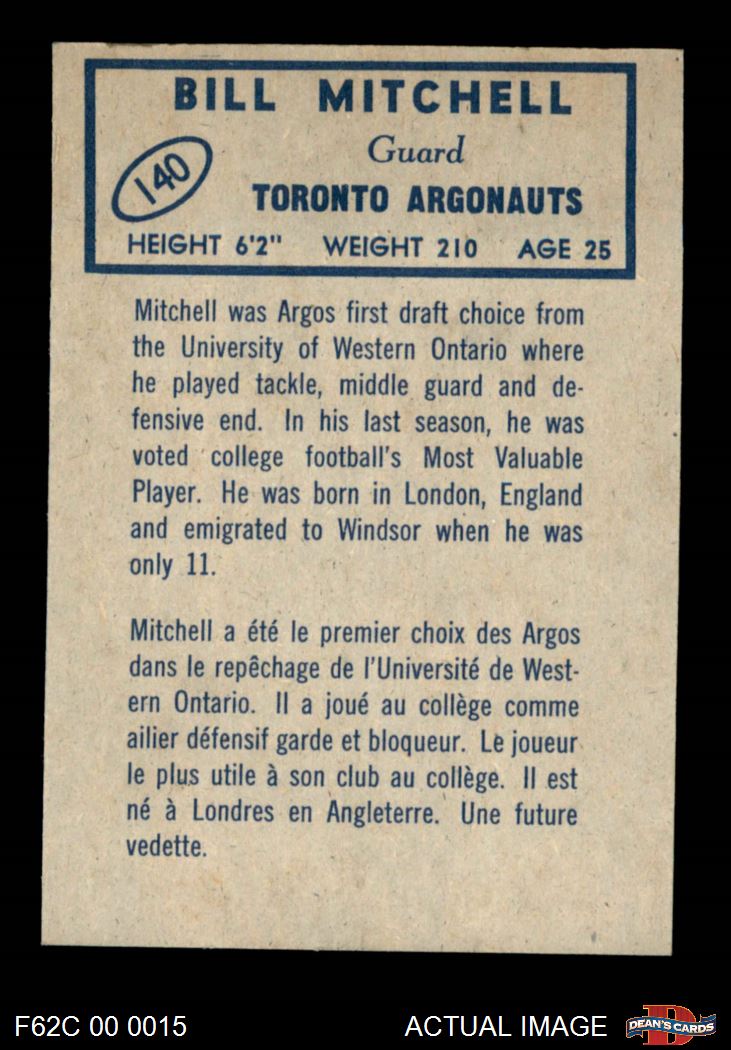 BILL MITCHELL
Guard
140
TORONTO ARGONAUTS
HEIGHT 6'2" WEIGHT 210 AGE 25
Mitchell was Argos first draft choice from
the University of Western Ontario where
he played tackle, middle guard and de-
fensive end. In his last season, he was
voted college football's Most Valuable
Player. He was born in London, England
and emigrated to Windsor when he was
only 11.
Mitchell a été le premier choix des Argos
dans le repêchage de l'Université de West-
ern Ontario. Il a joué au collège comme
ailier défensif garde et bloqueur. Le joueur
le plus utile à son club au collège. Il est
né à Londres en Angleterre. Une future
vedette.
F62C 00 0015 ACTUAL IMAGE
D
DEAN'S CARDS